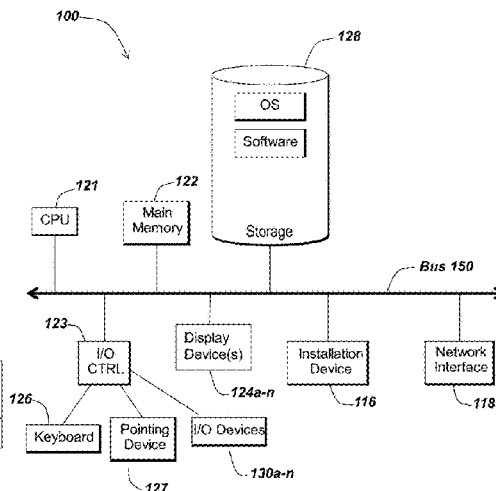 100
128
OS
Software
121
122
CPU
Main
Memory
Storage
Bus 150
123
I/O
CTRL
Display
Device(s)
Installation
Device
Network
Interface
124a-n
116
118
126
Keyboard
Pointing
Device
I/O Devices
127
130a-n